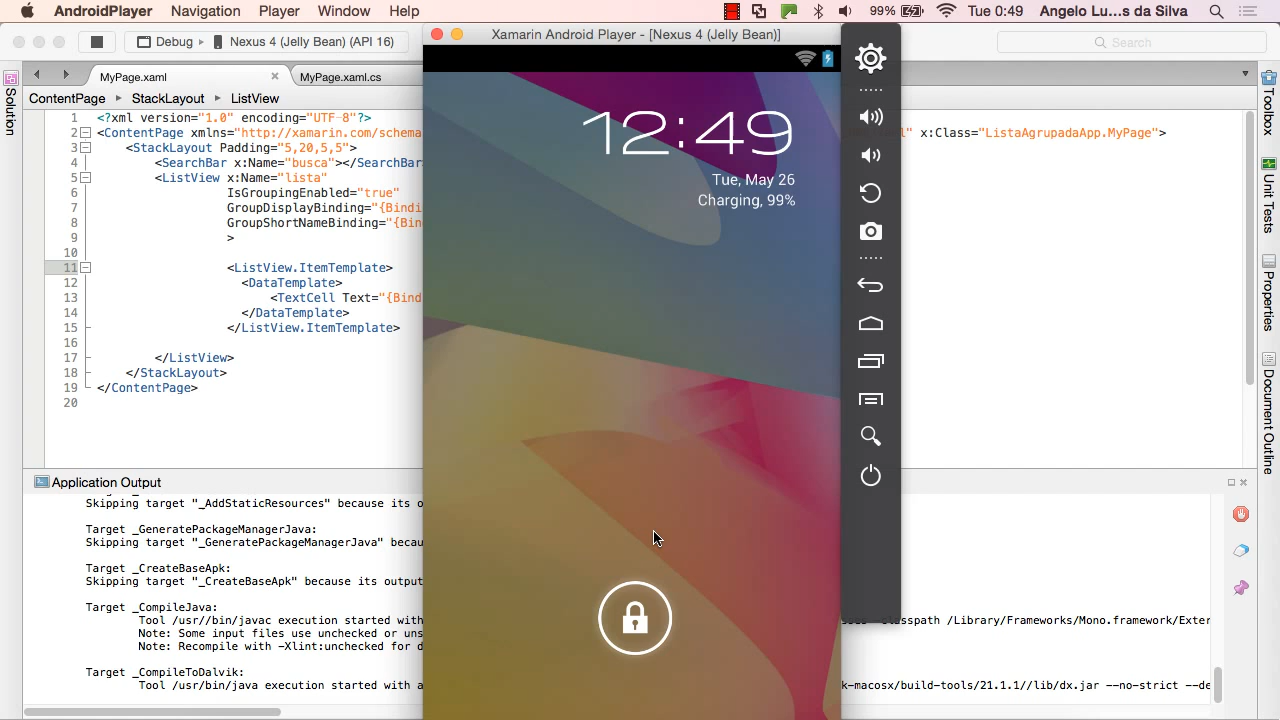 AndroidPlayer Navigation Player Window Help 99% Tue 0:49 Angelo Lu...s da Silva
Debug Nexus 4 (Jelly Bean) (API 16)
Xamarin Android Player - [Nexus 4 (Jelly Bean)]
Search
MyPage.xaml
MyPage.xaml.cs
ContentPage StackLayout ListView
Solution
1 <?xml version="1.0" encoding="UTF-8"?>
2 <ContentPage xmlns="http://xamarin.com/schema
x:Class="ListaAgrupadaApp.MyPage">
3 <StackLayout Padding="5,20,5,5">
4 <SearchBar x:Name="busca"></SearchBar
5 <ListView x:Name="lista"
6 IsGroupingEnabled="true"
7 GroupDisplayBinding="{Bindi
8 GroupShortNameBinding="{Bin
9 >
10
11 <ListView.ItemTemplate>
12 <DataTemplate>
13 <TextCell Text="{Bind
14 </DataTemplate>
15 </ListView.ItemTemplate>
16
17 </ListView>
18 </StackLayout>
19 </ContentPage>
20
12:49
Tue, May 26
Charging, 99%
Toolbox
Unit Tests
Properties
Document Outline
Application Output
Skipping target "_AddStaticResources" because its o
Target _GeneratePackageManagerJava:
Skipping target "_GeneratePackageManagerJava" becau
Target _CreateBaseApk:
Skipping target "_CreateBaseApk" because its output
Target _CompileJava:
Tool /usr//bin/javac execution started with
classpath /Library/Frameworks/Mono.framework/Exter
Note: Some input files use unchecked or uns
Note: Recompile with -Xlint:unchecked for d
Target _CompileToDalvik:
Tool /usr/bin/java execution started with a
k-macosx/build-tools/21.1.1//lib/dx.jar --no-strict --de